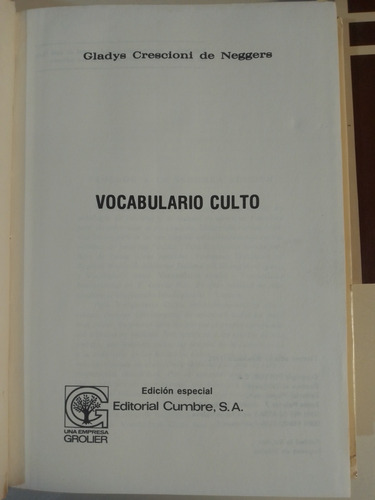 Gladys Crescioni de Neggers
VOCABULARIO CULTO
Edición especial
Editorial Cumbre, S.A.
UNA EMPRESA
GROLIER